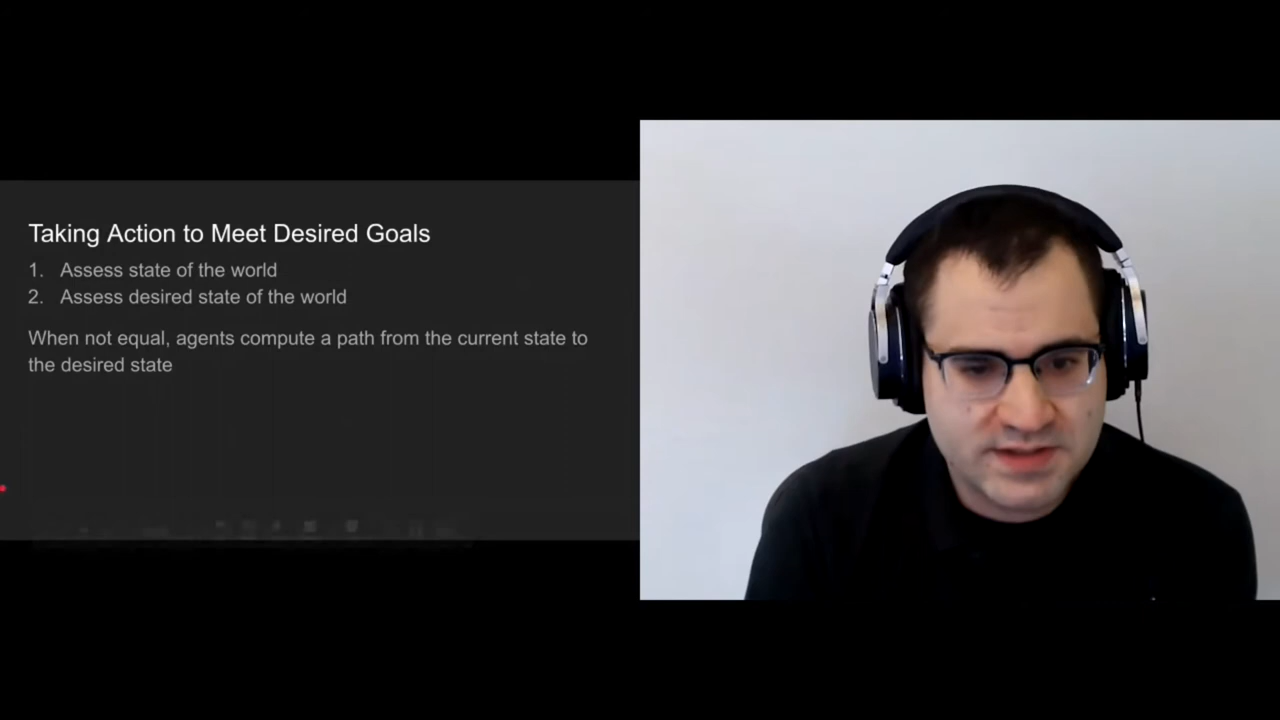 Taking Action to Meet Desired Goals
1. Assess state of the world
2. Assess desired state of the world
When not equal, agents compute a path from the current state to
the desired state